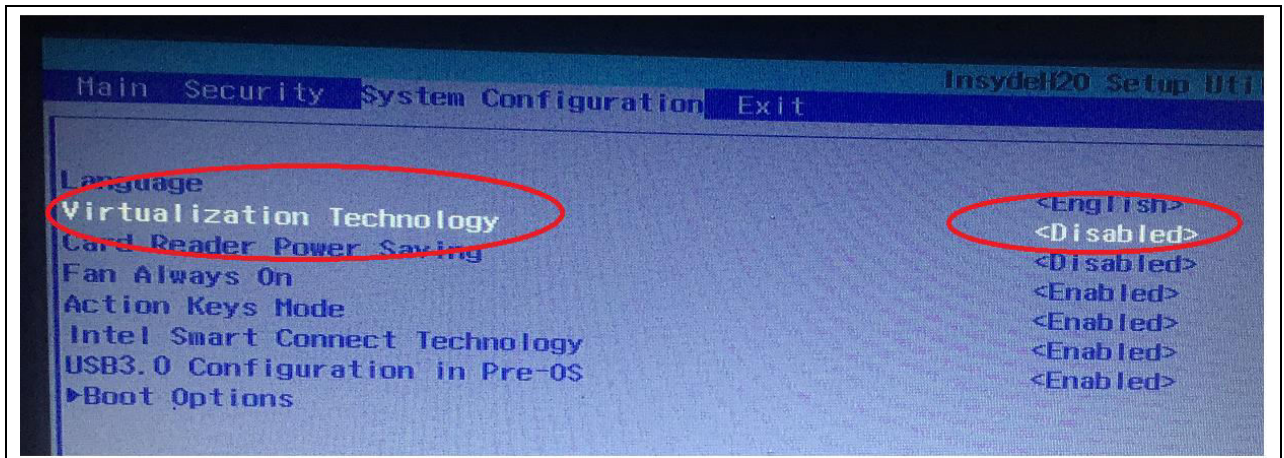 InsydeH20 Setup Uti
Main Security System Configuration Exit
Language <English>
Virtualization Technology <Disabled>
Card Reader Power Saving <Disabled>
Fan Always On <Enabled>
Action Keys Mode <Enabled>
Intel Smart Connect Technology <Enabled>
USB3.0 Configuration in Pre-OS <Enabled>
▶Boot Options